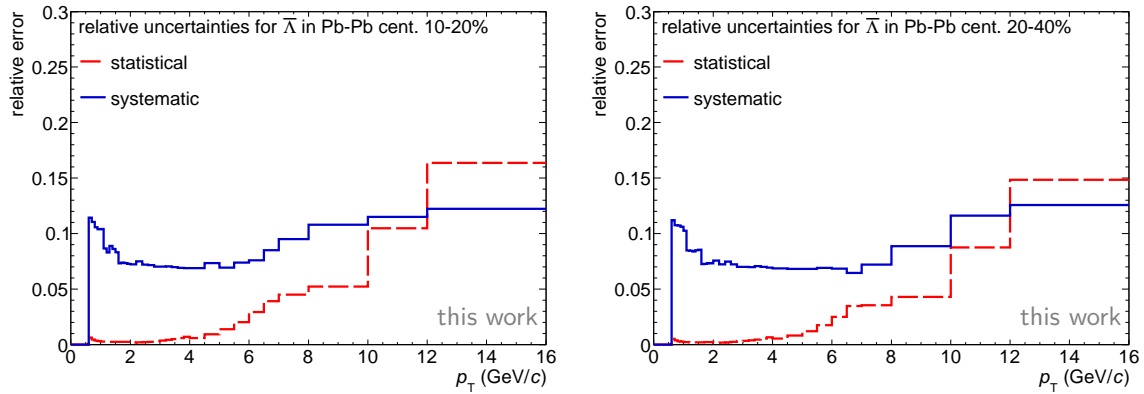 relative error
0.3
0.25
0.2
0.15
0.1
0.05
0
relative uncertainties for Λ̅ in Pb-Pb cent. 10-20%
statistical
systematic
this work
0 2 4 6 8 10 12 14 16
p_T (GeV/c)
relative error
0.3
0.25
0.2
0.15
0.1
0.05
0
relative uncertainties for Λ̅ in Pb-Pb cent. 20-40%
statistical
systematic
this work
0 2 4 6 8 10 12 14 16
p_T (GeV/c)